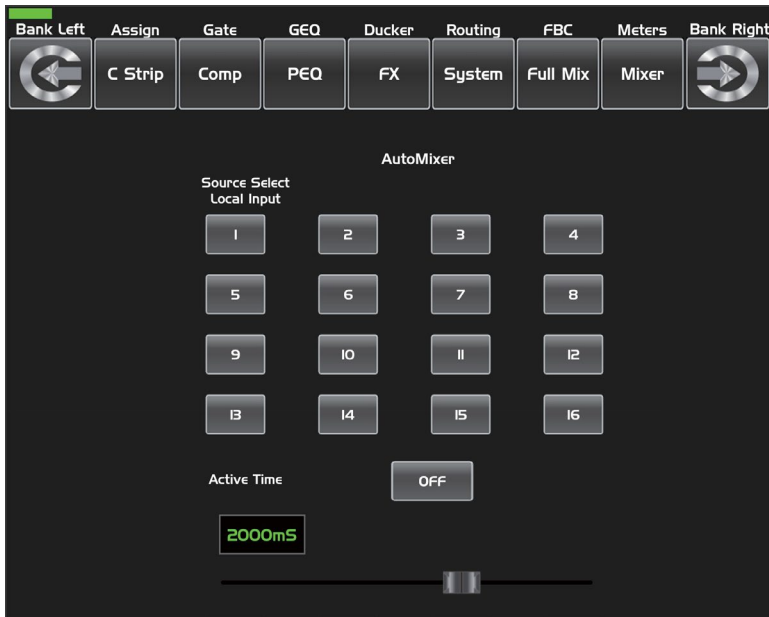 Bank Left Assign Gate GEQ Ducker Routing FBC Meters Bank Right
C Strip Comp PEQ FX System Full Mix Mixer
AutoMixer
Source Select
Local Input
1 2 3 4
5 6 7 8
9 10 11 12
13 14 15 16
Active Time OFF
2000mS